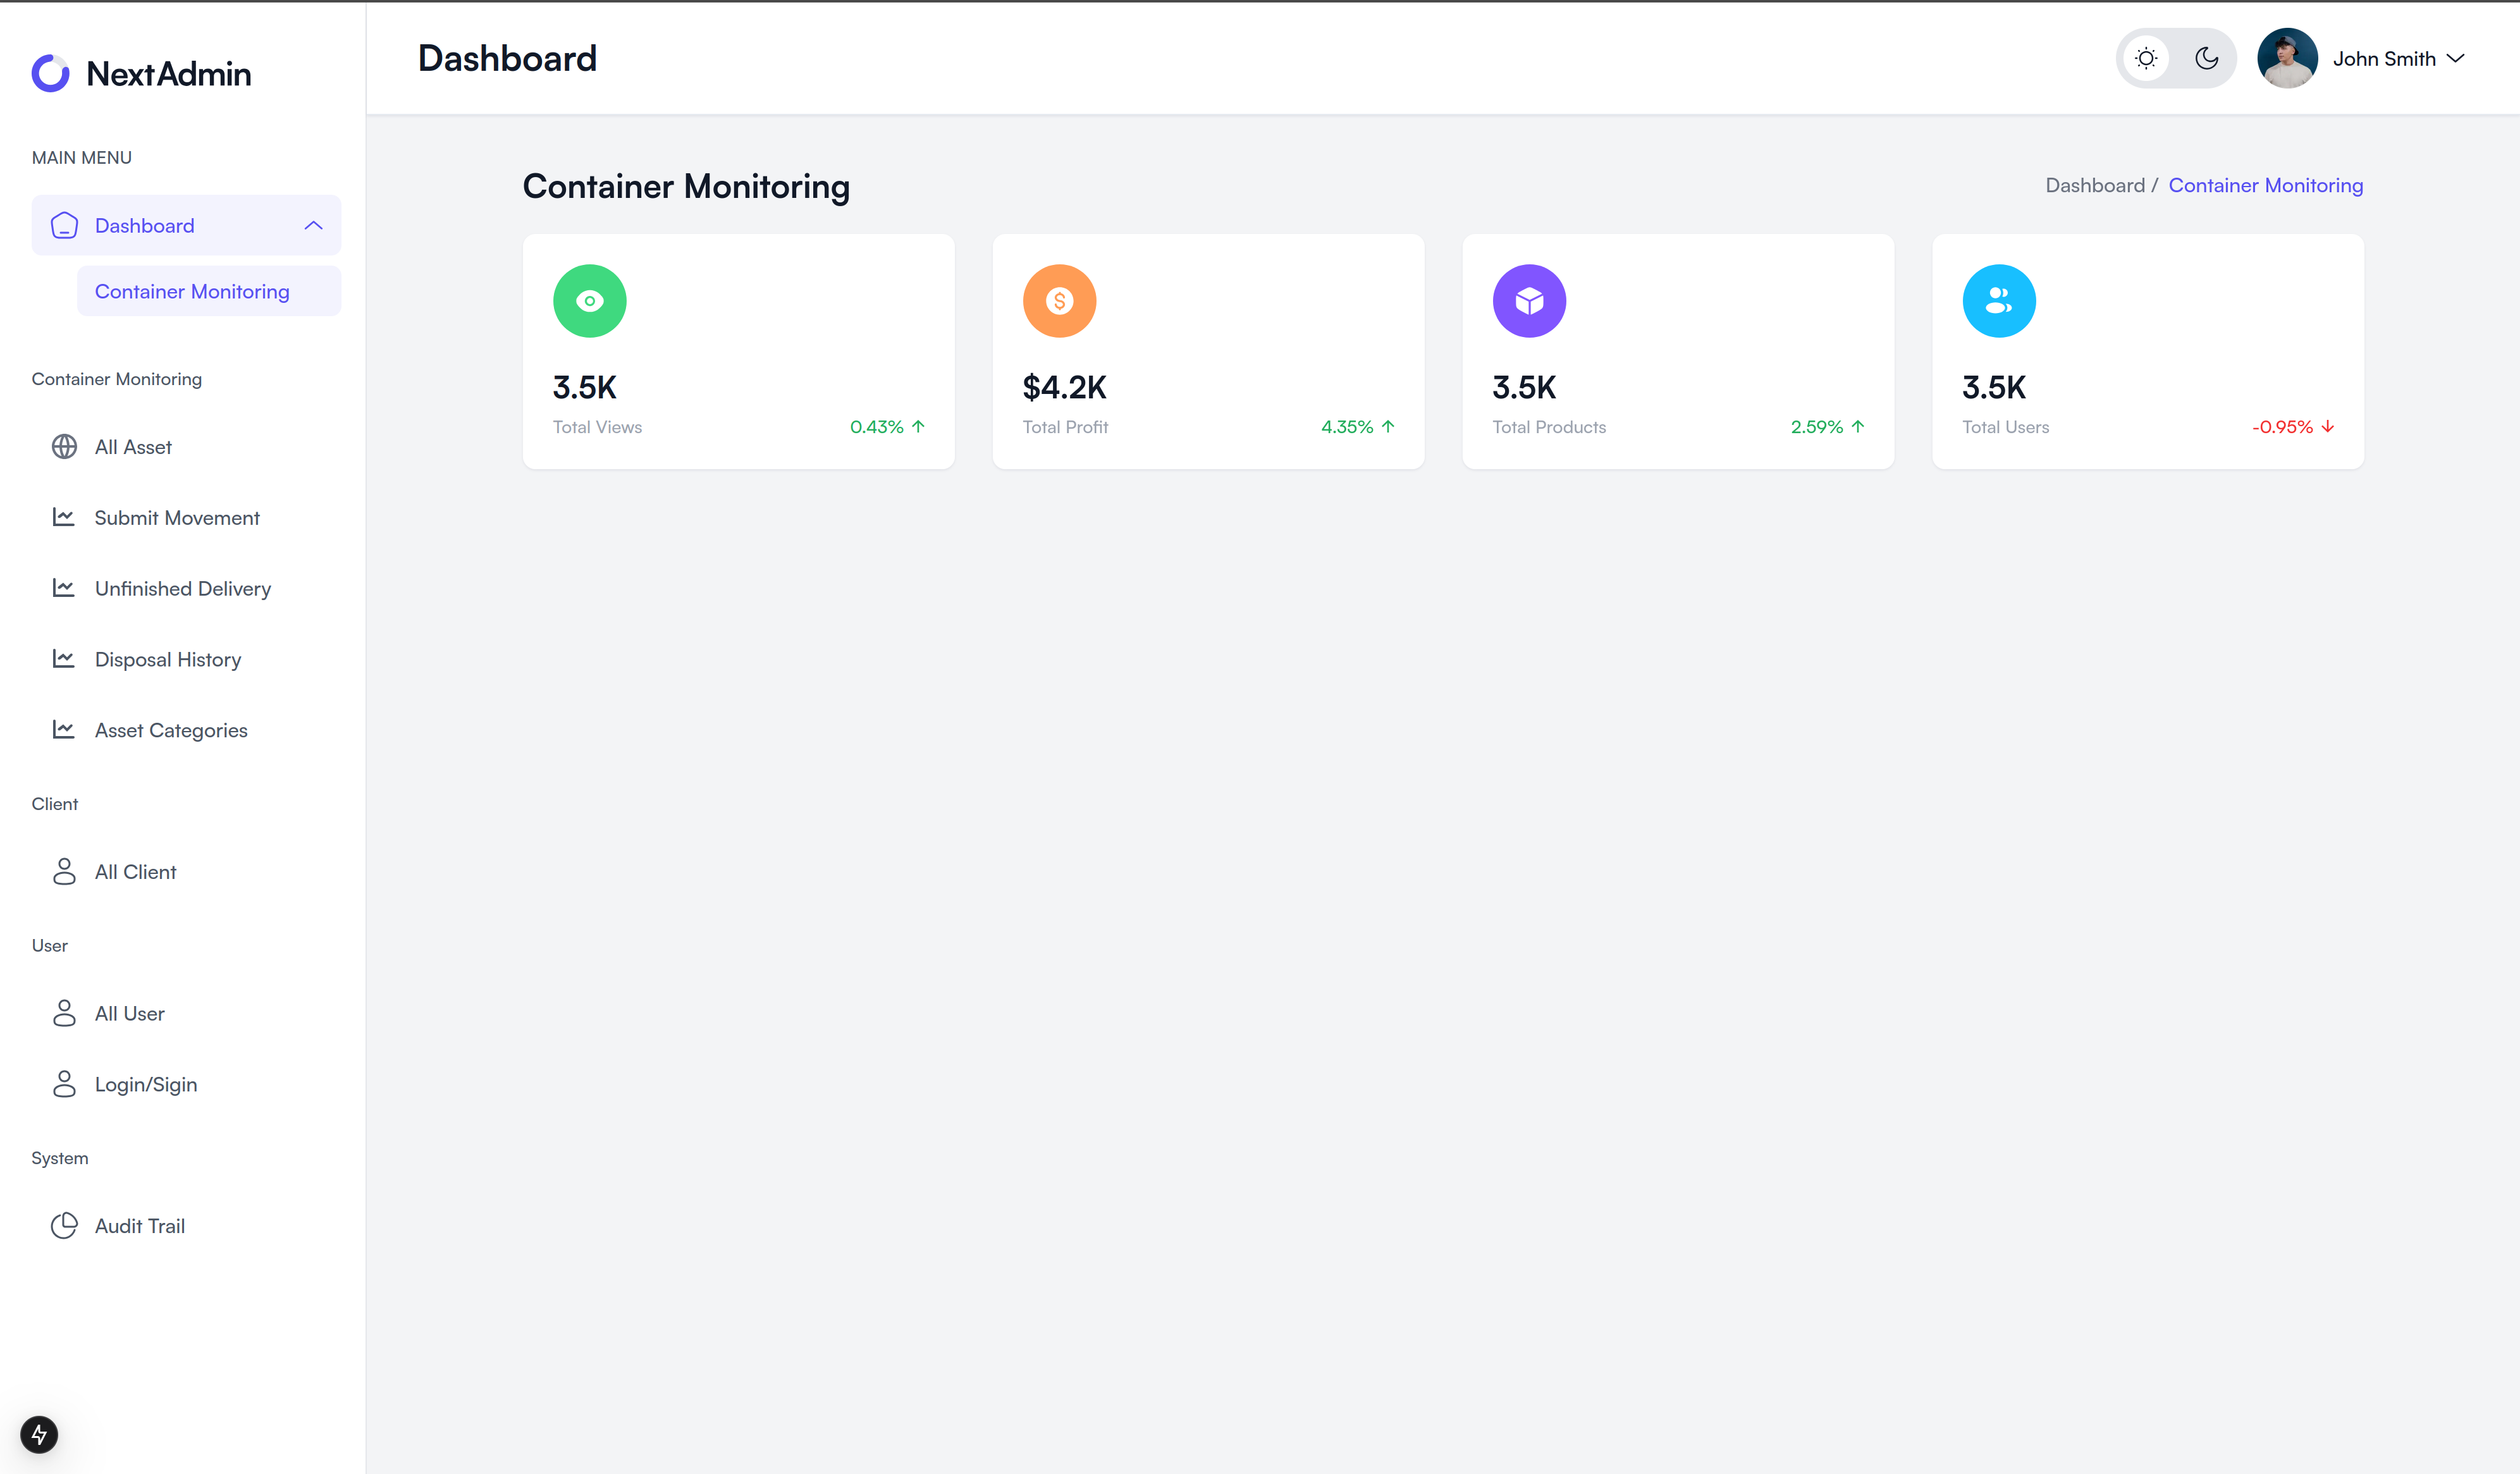 NextAdmin
MAIN MENU
Dashboard
Container Monitoring
Container Monitoring
All Asset
Submit Movement
Unfinished Delivery
Disposal History
Asset Categories
Client
All Client
User
All User
Login/Sigin
System
Audit Trail
Dashboard
John Smith
Container Monitoring
Dashboard / Container Monitoring
3.5K
Total Views 0.43%
$4.2K
Total Profit 4.35%
3.5K
Total Products 2.59%
3.5K
Total Users -0.95%